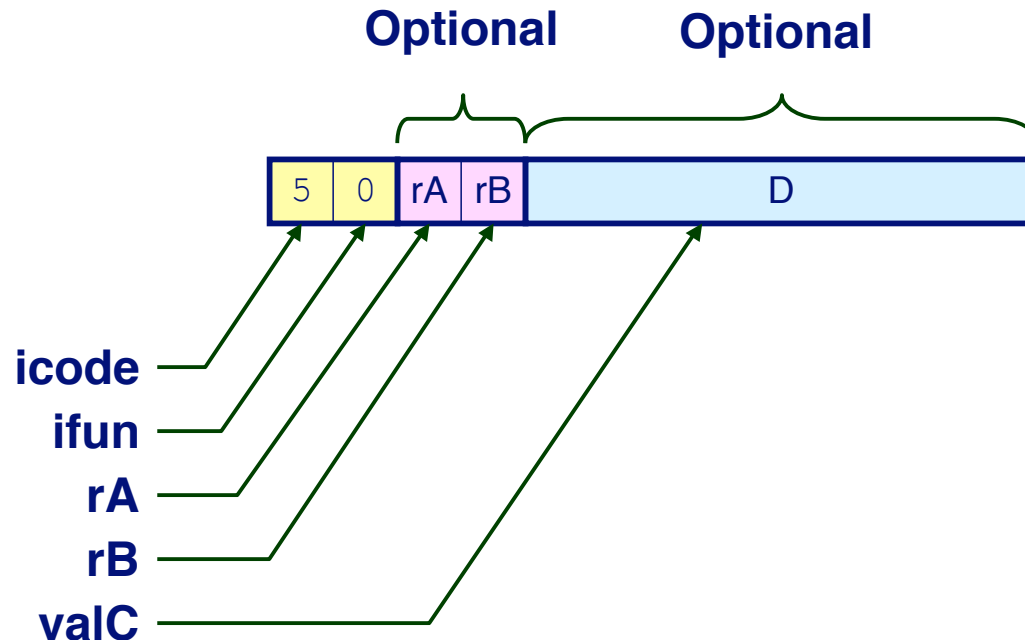 Optional Optional
5 0 rA rB D
icode
ifun
rA
rB
valC